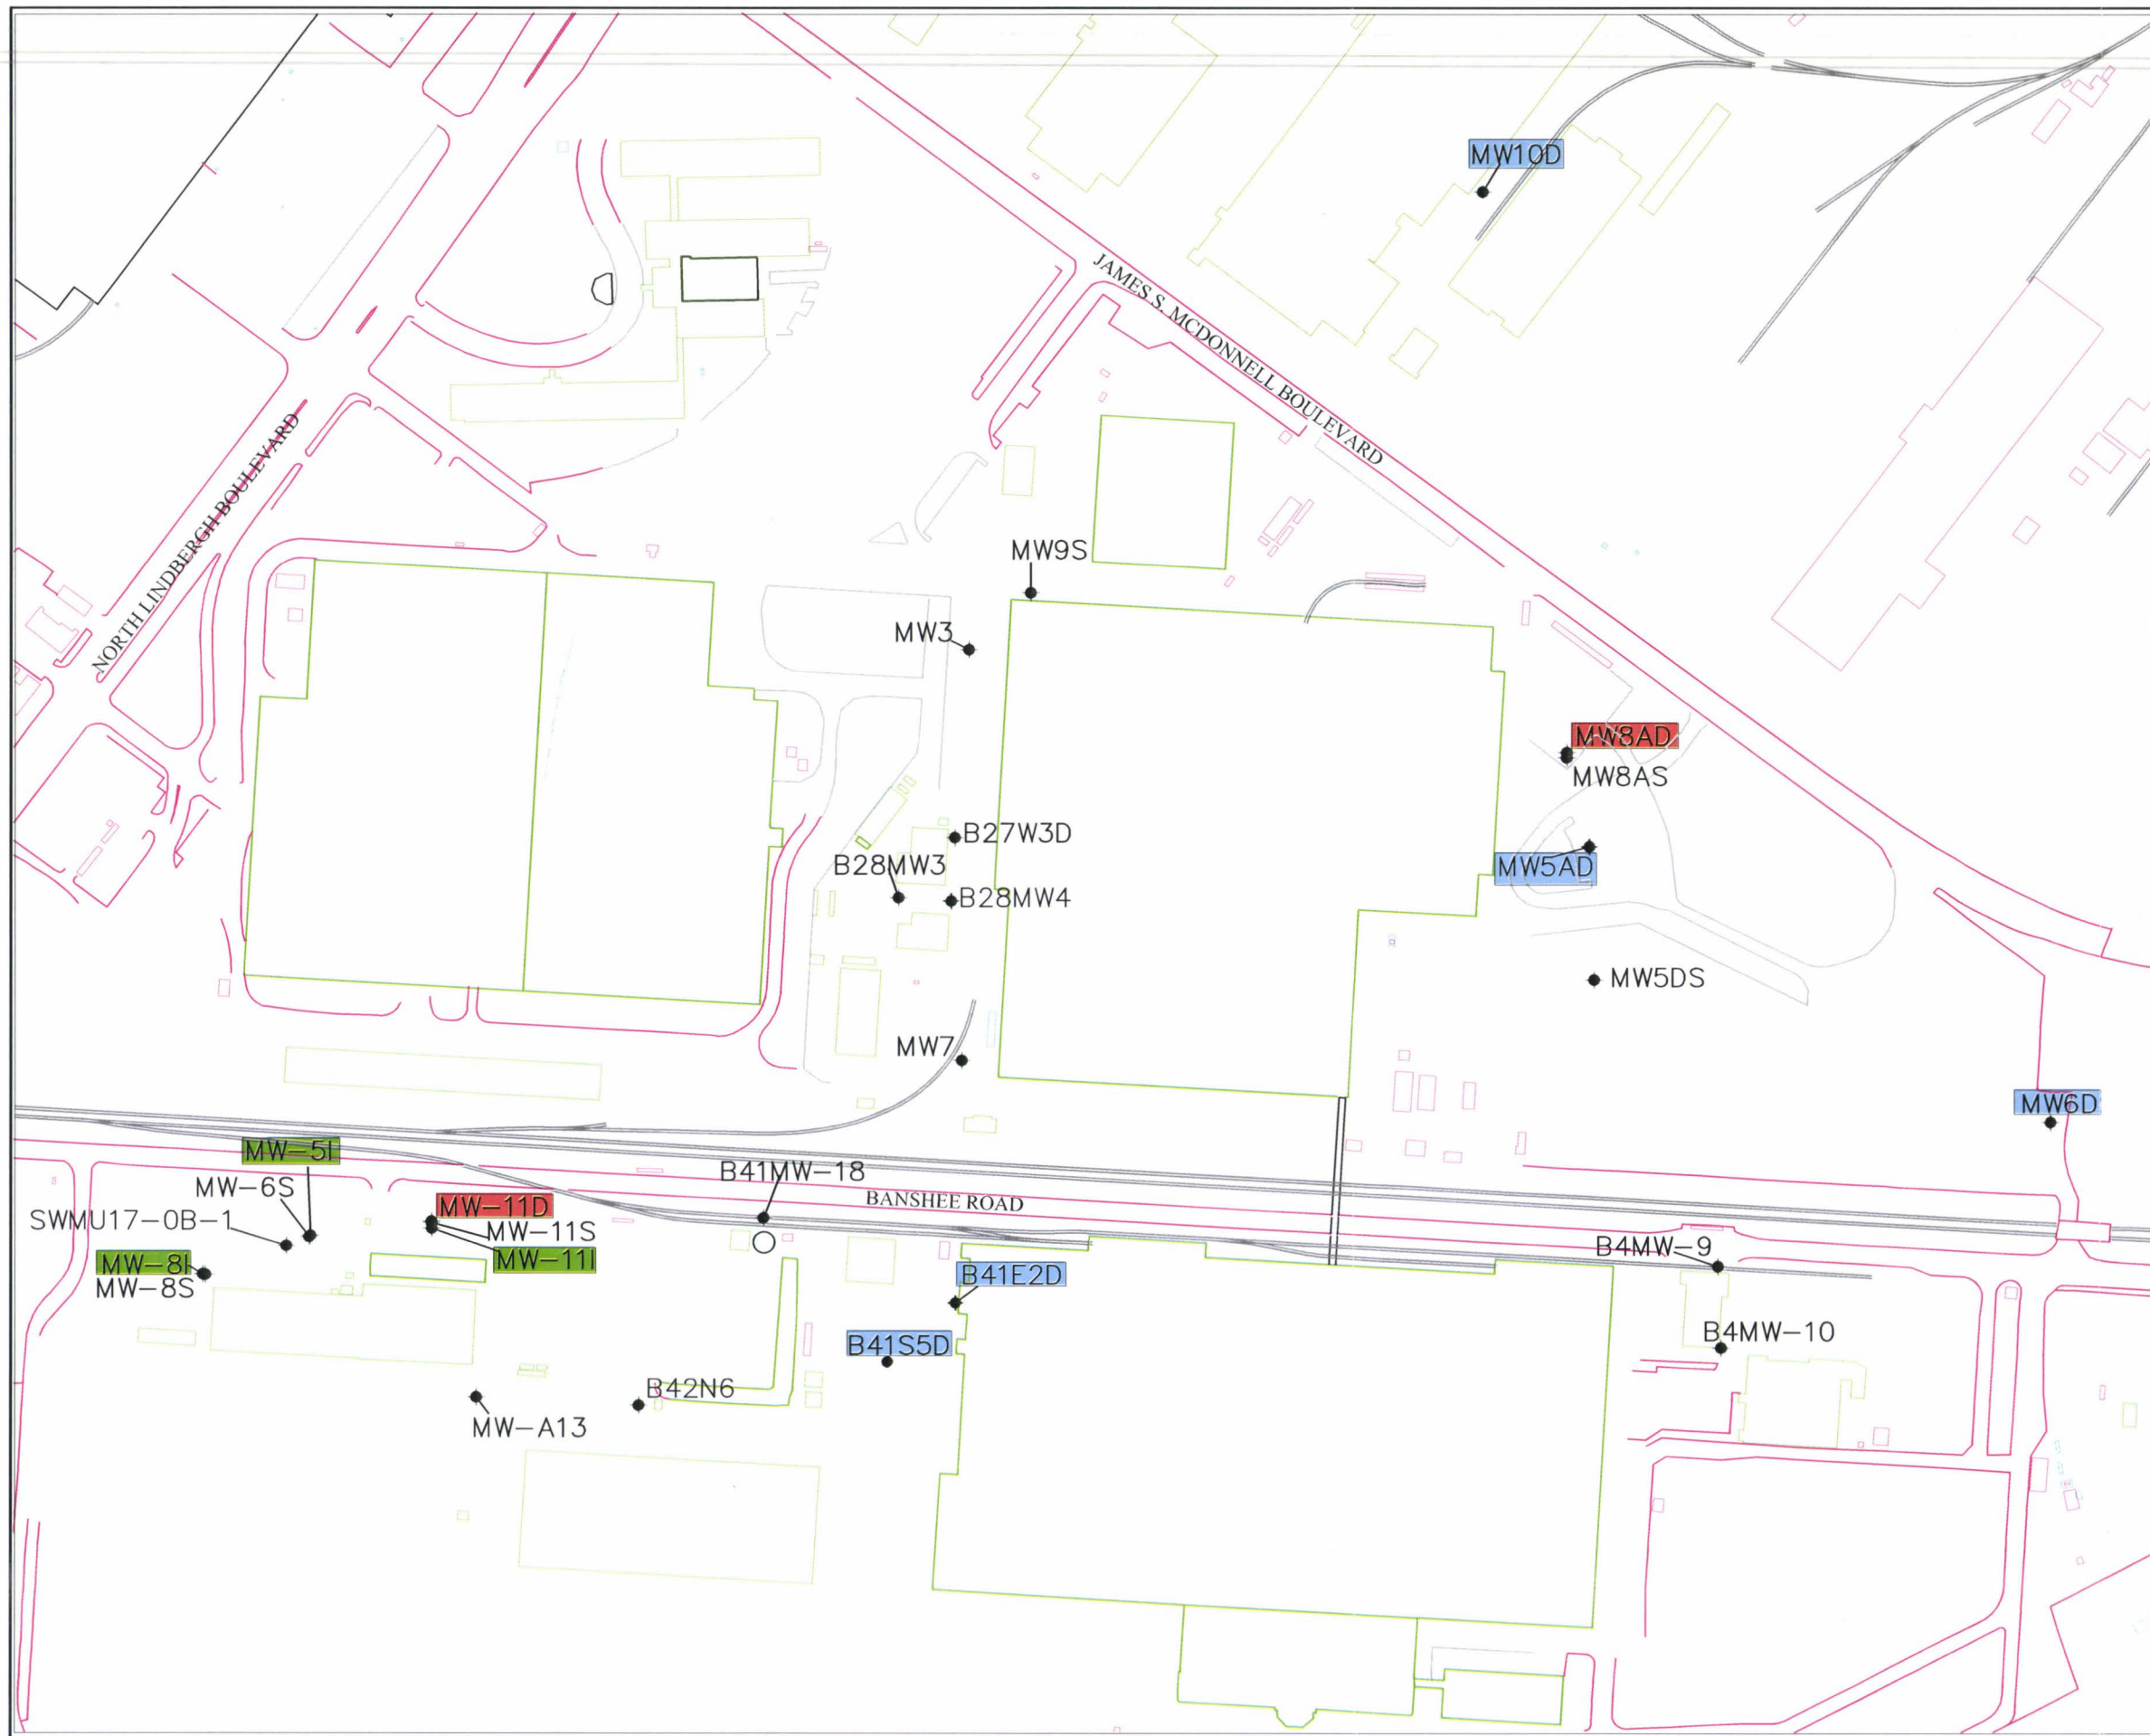 MW10D
JAMES S. MCDONNELL BOULEVARD
NORTH LINDBERGH BOULEVARD
MW9S
MW3
MW8AD
MW8AS
B27W3D
B28MW3
MW5AD
B28MW4
MW5DS
MW7
MW6D
MW-5I
B41MW-18
MW-6S
BANSHEE ROAD
MW-11D
SWMU17-0B-1
MW-11S
B4MW-9
MW-8I
MW-11I
B41E2D
MW-8S
B4MW-10
B41S5D
B42N6
MW-A13